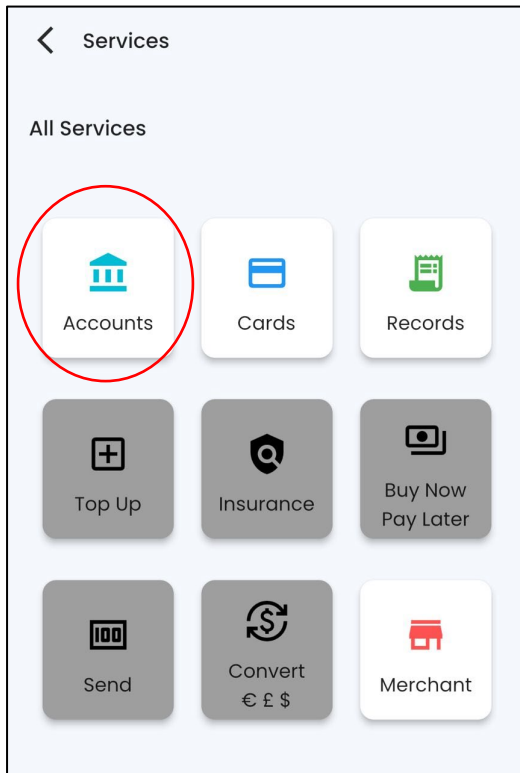 Services
All Services
Accounts
Cards
Records
Top Up
Insurance
Buy Now
Pay Later
100
Send
$
Convert
€ £ $
Merchant